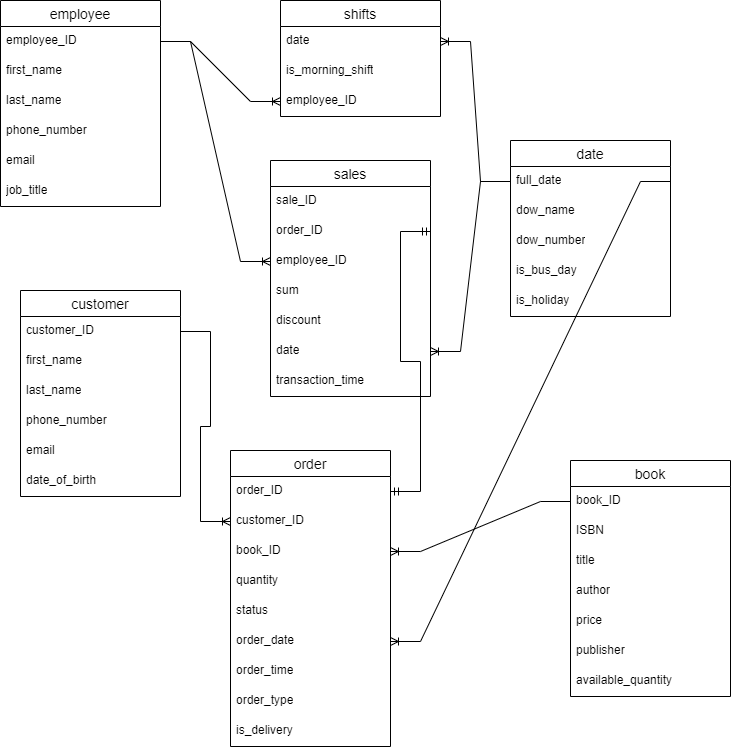 employee
employee_ID
first_name
last_name
phone_number
email
job_title
shifts
date
is_morning_shift
employee_ID
date
full_date
dow_name
dow_number
is_bus_day
is_holiday
sales
sale_ID
order_ID
employee_ID
sum
discount
date
transaction_time
customer
customer_ID
first_name
last_name
phone_number
email
date_of_birth
order
order_ID
customer_ID
book_ID
quantity
status
order_date
order_time
order_type
is_delivery
book
book_ID
ISBN
title
author
price
publisher
available_quantity